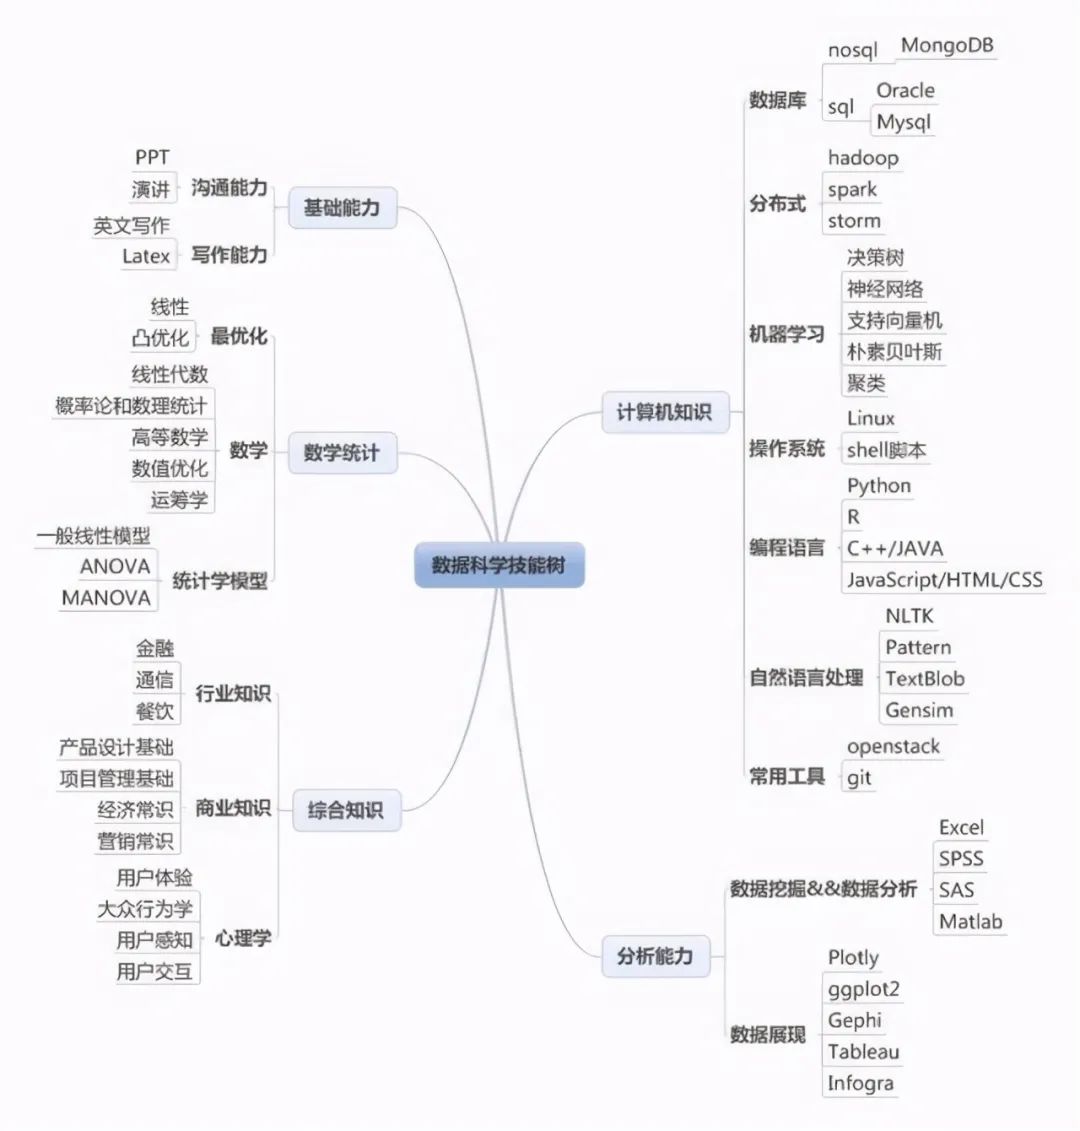 数据科学技能树
基础能力
沟通能力
PPT
演讲
写作能力
英文写作
Latex
数学统计
最优化
线性
凸优化
数学
线性代数
概率论和数理统计
高等数学
数值优化
运筹学
统计学模型
一般线性模型
ANOVA
MANOVA
综合知识
行业知识
金融
通信
餐饮
商业知识
产品设计基础
项目管理基础
经济常识
营销常识
心理学
用户体验
大众行为学
用户感知
用户交互
计算机知识
数据库
nosql
MongoDB
sql
Oracle
Mysql
分布式
hadoop
spark
storm
机器学习
决策树
神经网络
支持向量机
朴素贝叶斯
聚类
操作系统
Linux
shell脚本
编程语言
Python
R
C++/JAVA
JavaScript/HTML/CSS
自然语言处理
NLTK
Pattern
TextBlob
Gensim
常用工具
openstack
git
分析能力
数据挖掘&&数据分析
Excel
SPSS
SAS
Matlab
数据展现
Plotly
ggplot2
Gephi
Tableau
Infogra